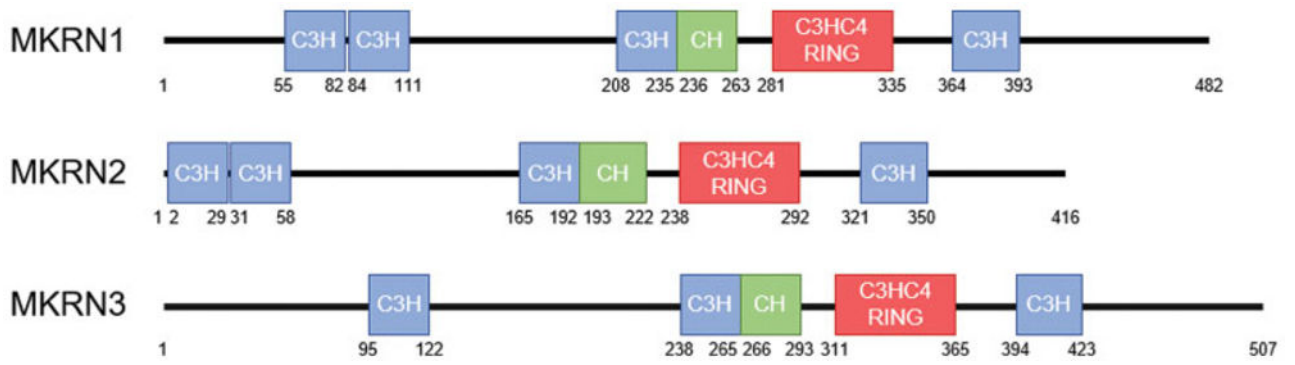 MKRN1 C3H C3H C3H CH C3HC4 RING C3H
1 55 82 84 111 208 235 236 263 281 335 364 393 482
MKRN2 C3H C3H C3H CH C3HC4 RING C3H
1 2 29 31 58 165 192 193 222 238 292 321 350 416
MKRN3 C3H C3H CH C3HC4 RING C3H
1 95 122 238 265 266 293 311 365 394 423 507